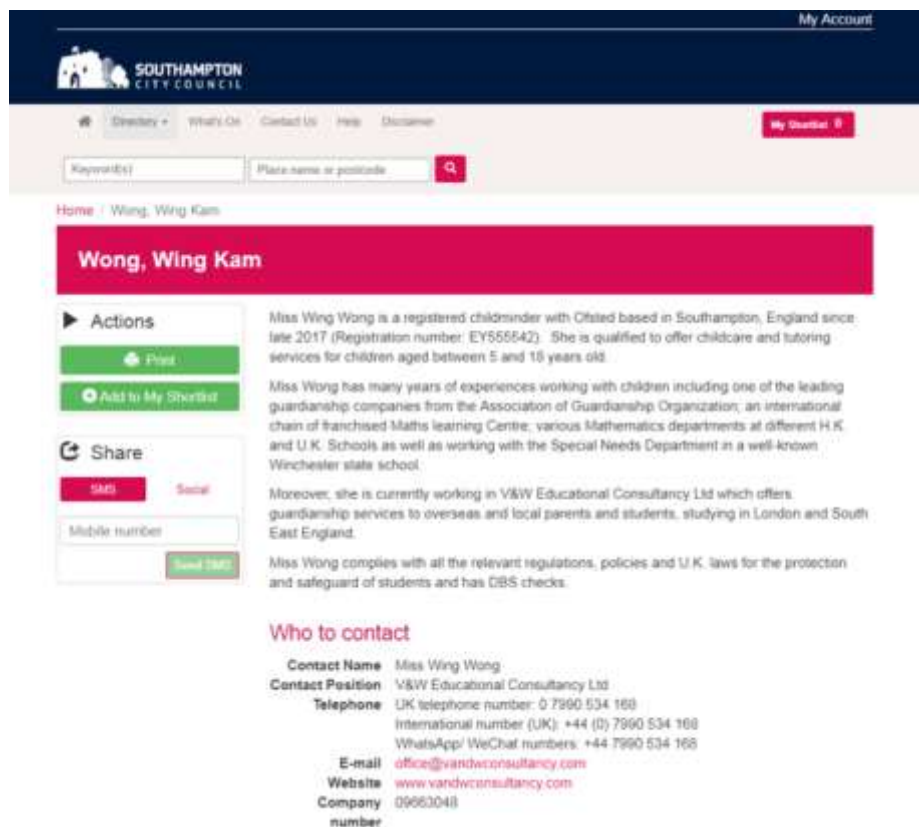 My Account
SOUTHAMPTON
CITY COUNCIL
Directory
What's On
Contact Us
Help
Disclaimer
My Shortlist 0
Keyword(s)
Place name or postcode
Home / Wong, Wing Kam
Wong, Wing Kam
Actions
Print
Add to My Shortlist
Share
SMS
Social
Mobile number
Send SMS
Miss Wing Wong is a registered childminder with Ofsted based in Southampton, England since
late 2017 (Registration number: EY555542). She is qualified to offer childcare and tutoring
services for children aged between 5 and 18 years old.
Miss Wong has many years of experiences working with children including one of the leading
guardianship companies from the Association of Guardianship Organization; an international
chain of franchised Maths learning Centre; various Mathematics departments at different H.K.
and U.K. Schools as well as working with the Special Needs Department in a well-known
Winchester state school.
Moreover, she is currently working in V&W Educational Consultancy Ltd which offers
guardianship services to overseas and local parents and students, studying in London and South
East England.
Miss Wong complies with all the relevant regulations, policies and U.K. laws for the protection
and safeguard of students and has DBS checks.
Who to contact
Contact Name Miss Wing Wong
Contact Position V&W Educational Consultancy Ltd
Telephone UK telephone number: 0 7990 534 168
International number (UK): +44 (0) 7990 534 168
WhatsApp/ WeChat numbers: +44 7990 534 168
E-mail office@vandwconsultancy.com
Website www.vandwconsultancy.com
Company 09663048
number